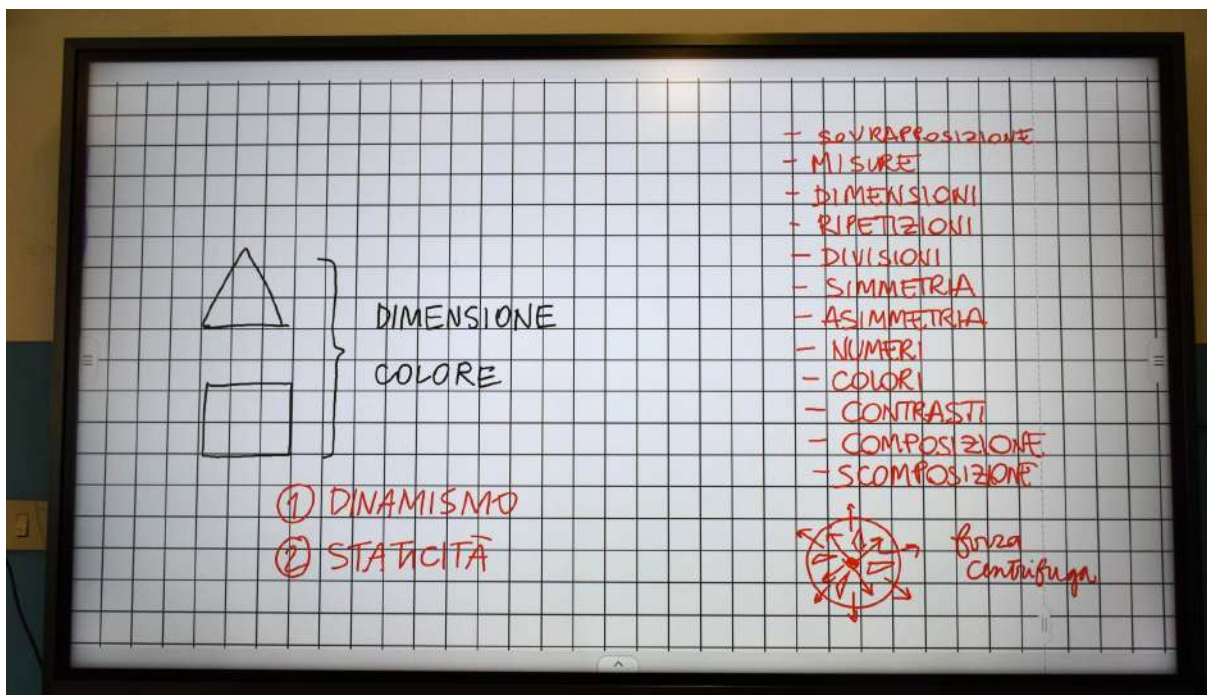 DIMENSIONE
COLORE
① DINAMISMO
② STATICITÀ
- SOVRAPPOSIZIONE
- MISURE
- DIMENSIONI
- RIPETIZIONI
- DIVISIONI
- SIMMETRIA
- ASIMMETRIA
- NUMERI
- COLORI
- CONTRASTI
- COMPOSIZIONE
- SCOMPOSIZIONE
forza
centrifuga